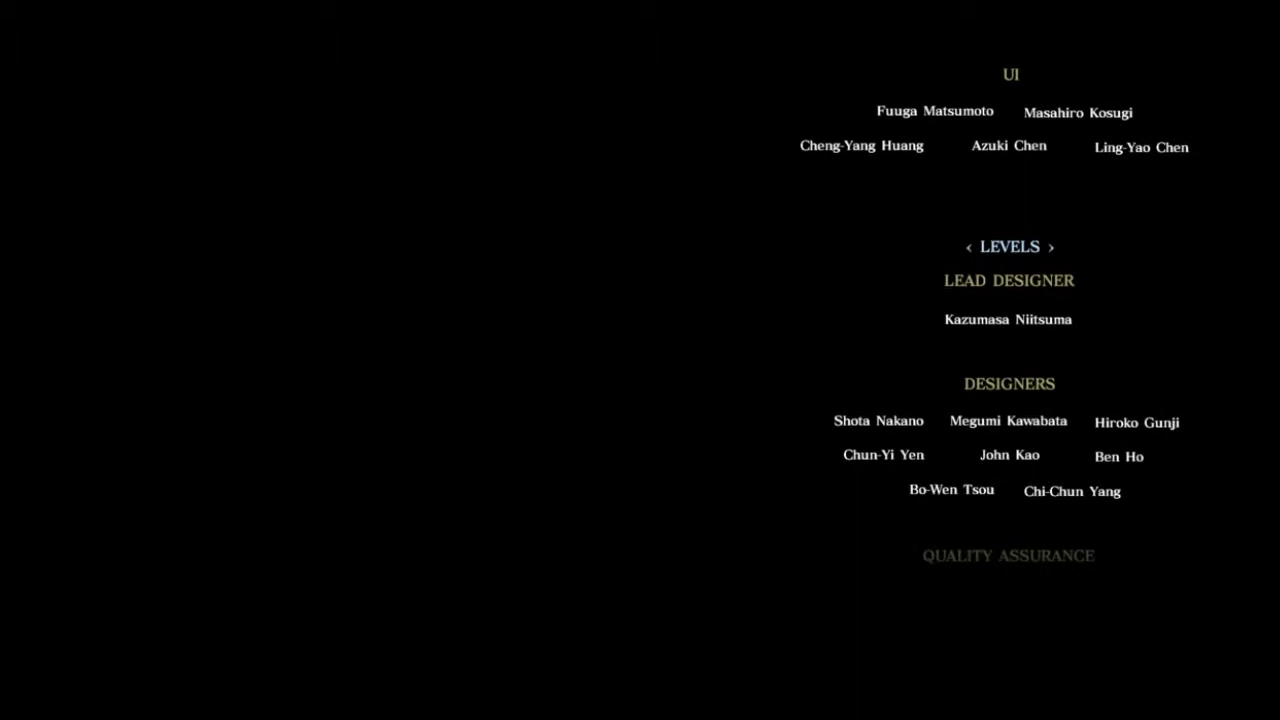 UI
Fuuga Matsumoto Masahiro Kosugi
Cheng-Yang Huang Azuki Chen Ling-Yao Chen
‹ LEVELS ›
LEAD DESIGNER
Kazumasa Niitsuma
DESIGNERS
Shota Nakano Megumi Kawabata Hiroko Gunji
Chun-Yi Yen John Kao Ben Ho
Bo-Wen Tsou Chi-Chun Yang
QUALITY ASSURANCE